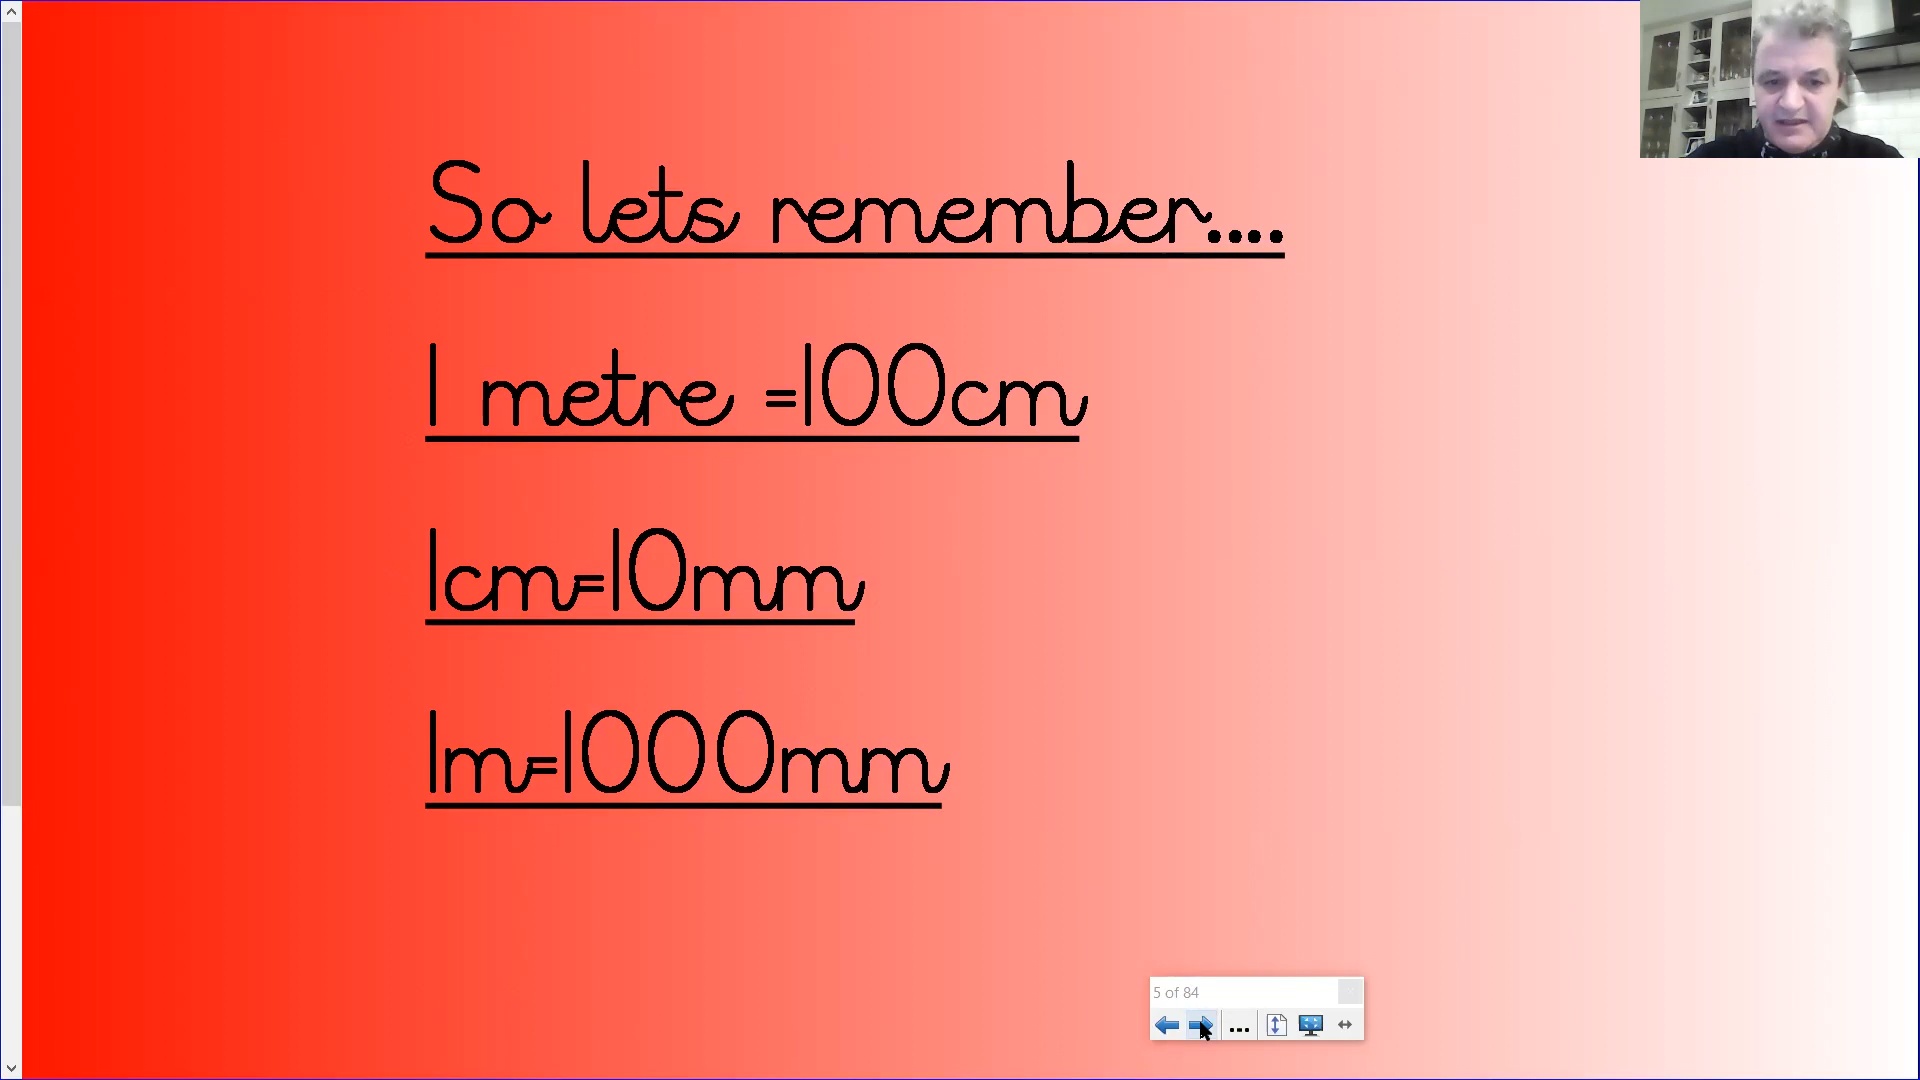 So lets remember....
1 metre =100cm
1cm=10mm
1m=1000mm
5 of 84